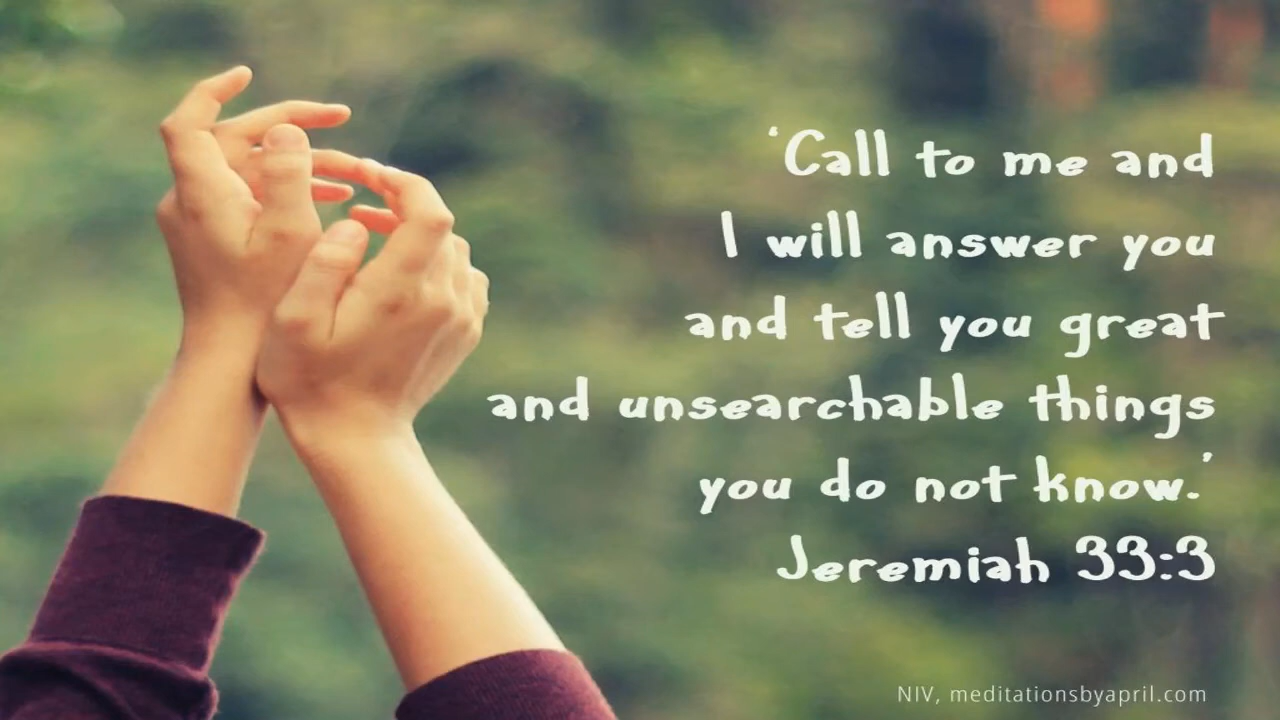 ‘Call to me and
I will answer you
and tell you great
and unsearchable things
you do not know.’
Jeremiah 33:3
NIV, meditationsbyapril.com